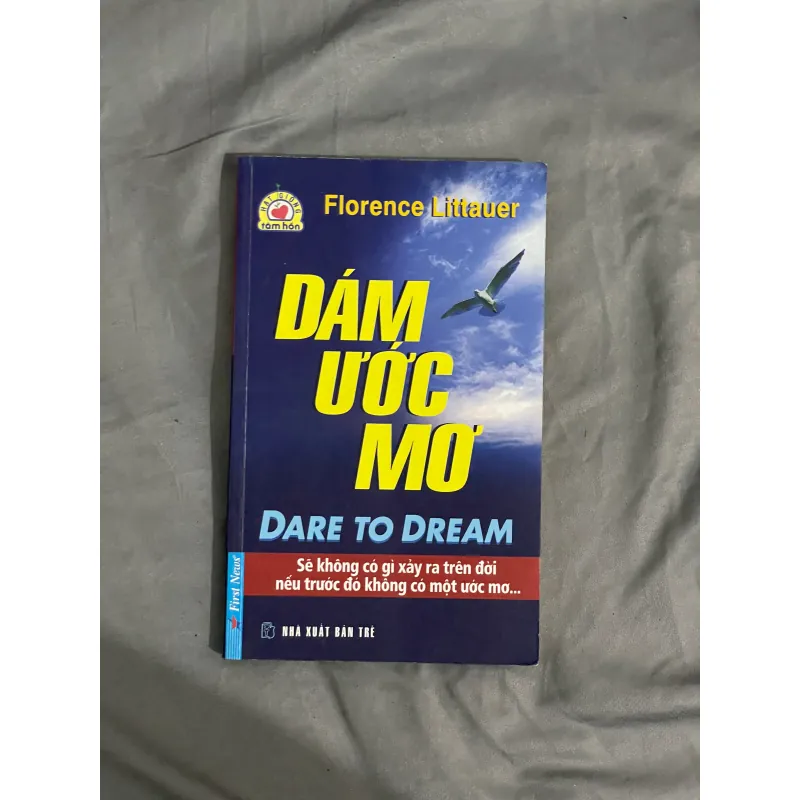 HẠT GIỐNG
tâm hồn
Florence Littauer
DÁM
ƯỚC
MƠ
DARE TO DREAM
Sẽ không có gì xảy ra trên đời
nếu trước đó không có một ước mơ...
First News
NHÀ XUẤT BẢN TRẺ